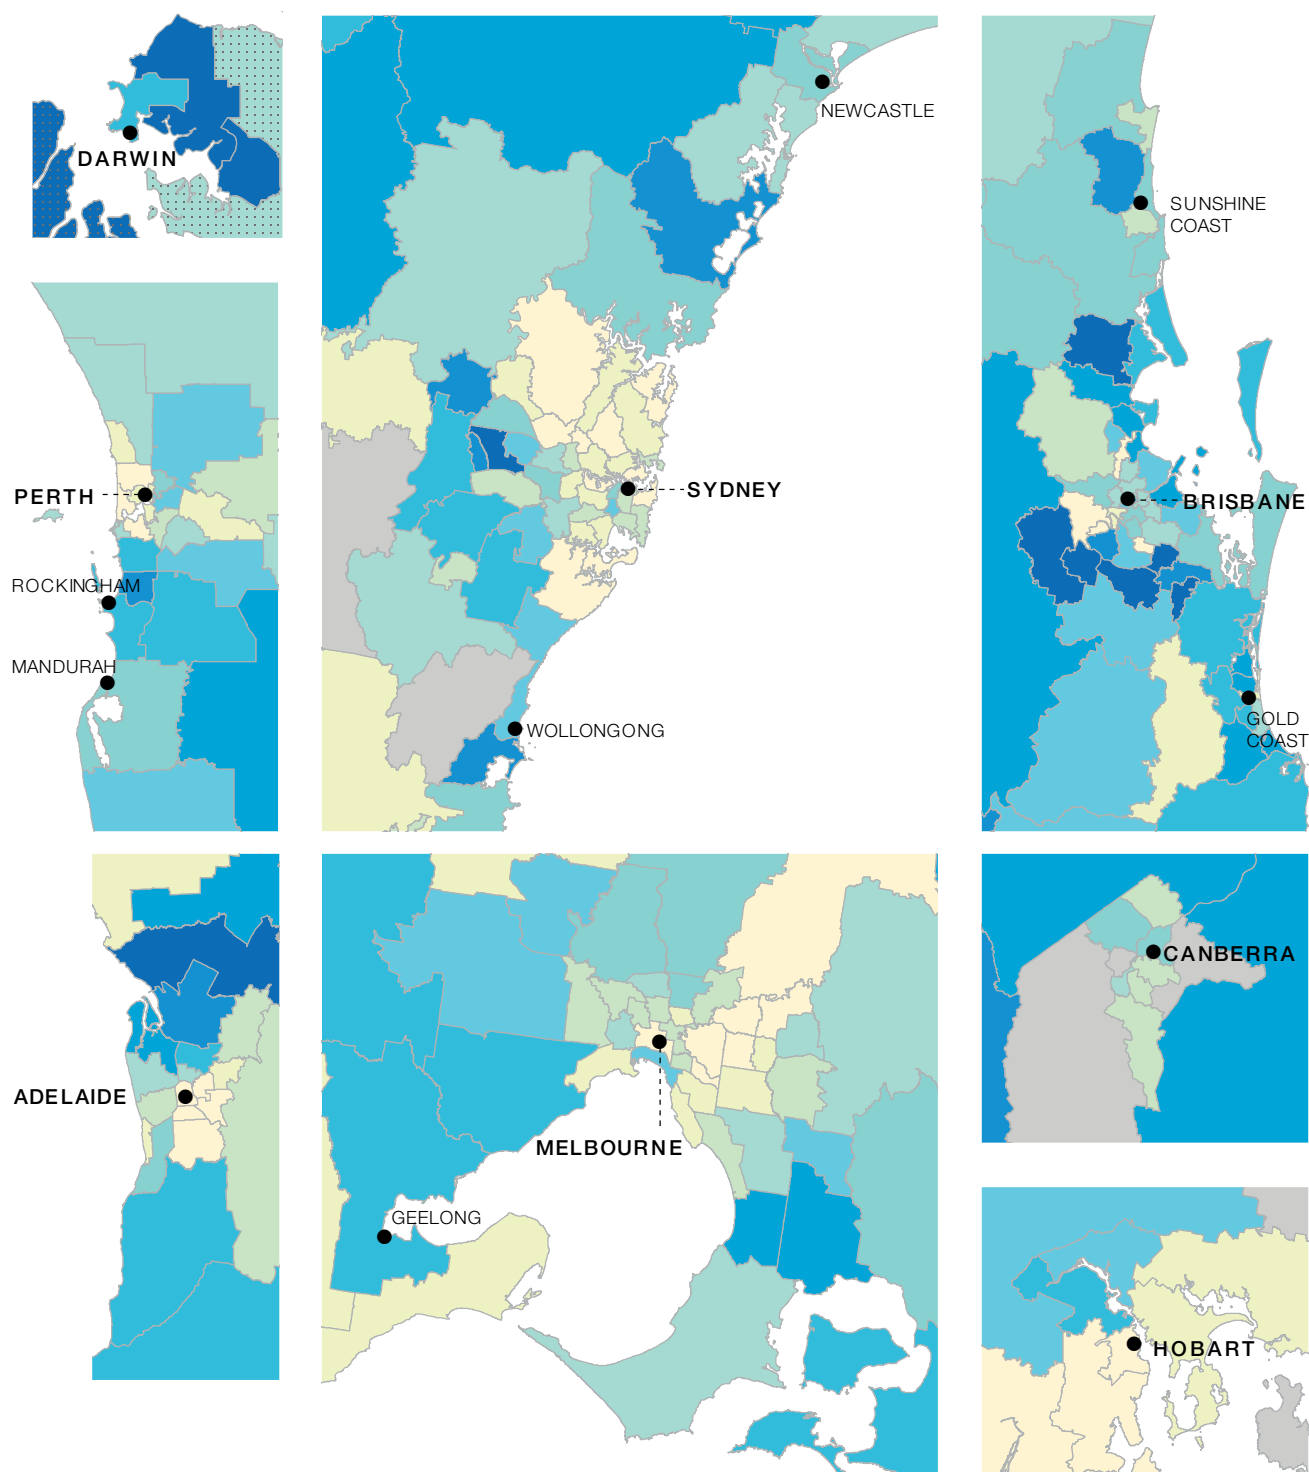 DARWIN
NEWCASTLE
SUNSHINE
COAST
PERTH
SYDNEY
BRISBANE
ROCKINGHAM
MANDURAH
WOLLONGONG
GOLD
COAST
CANBERRA
ADELAIDE
MELBOURNE
GEELONG
HOBART